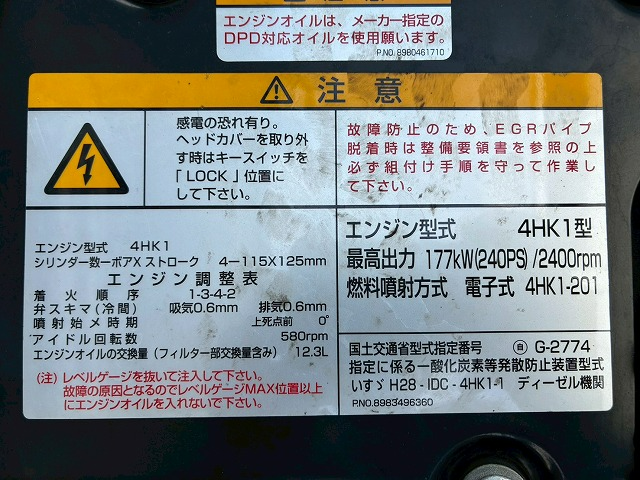 エンジンオイルは、メーカー指定の
DPD対応オイルを使用願います。
P.NO. 8980461710
注意
感電の恐れ有り。
ヘッドカバーを取り外
す時はキースイッチを
「LOCK」位置に
して下さい。
故障防止のため、EGRパイプ
脱着時は整備要領書を参照の上
必ず組付け手順を守って作業し
て下さい。
エンジン型式 4HK1
シリンダー数ーボアX ストローク 4－115X125mm
エンジン調整表
着火順序 1-3-4-2
弁スキマ(冷間) 吸気0.6mm 排気0.6mm
噴射始メ時期 上死点前 0°
アイドル回転数 580rpm
エンジンオイルの交換量(フィルター部交換量含み) 12.3L
(注) レベルゲージを抜いて注入して下さい。
故障の原因となるのでレベルゲージMAX位置以上
にエンジンオイルを入れないで下さい。
エンジン型式 4HK1型
最高出力 177kW(240PS)/2400rpm
燃料噴射方式 電子式 4HK1-201
国土交通省型式指定番号 ㊀自 G-2774
指定に係る一酸化炭素等発散防止装置型式
いすゞ H28-IDC-4HK1-1 ディーゼル機関
P.NO.8983496360